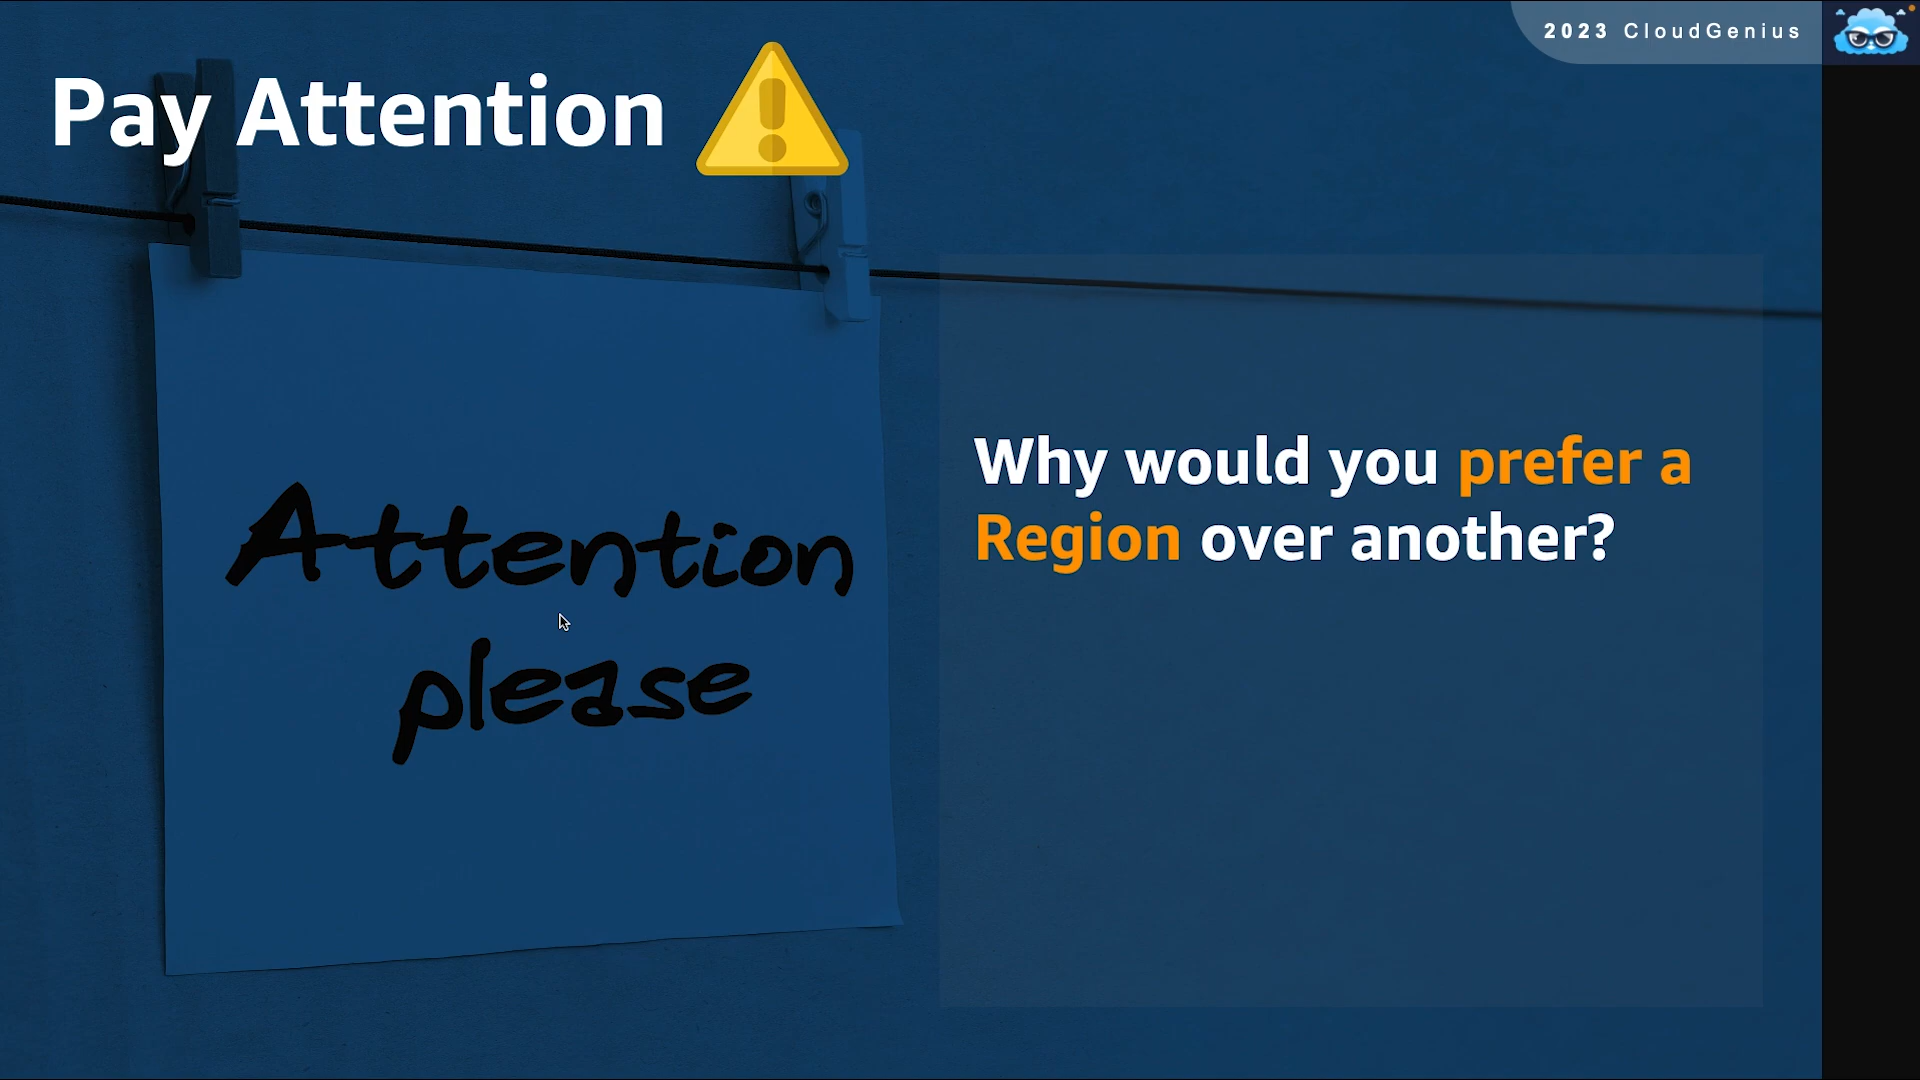 2023 CloudGenius
Pay Attention
Attention
please
Why would you prefer a
Region over another?